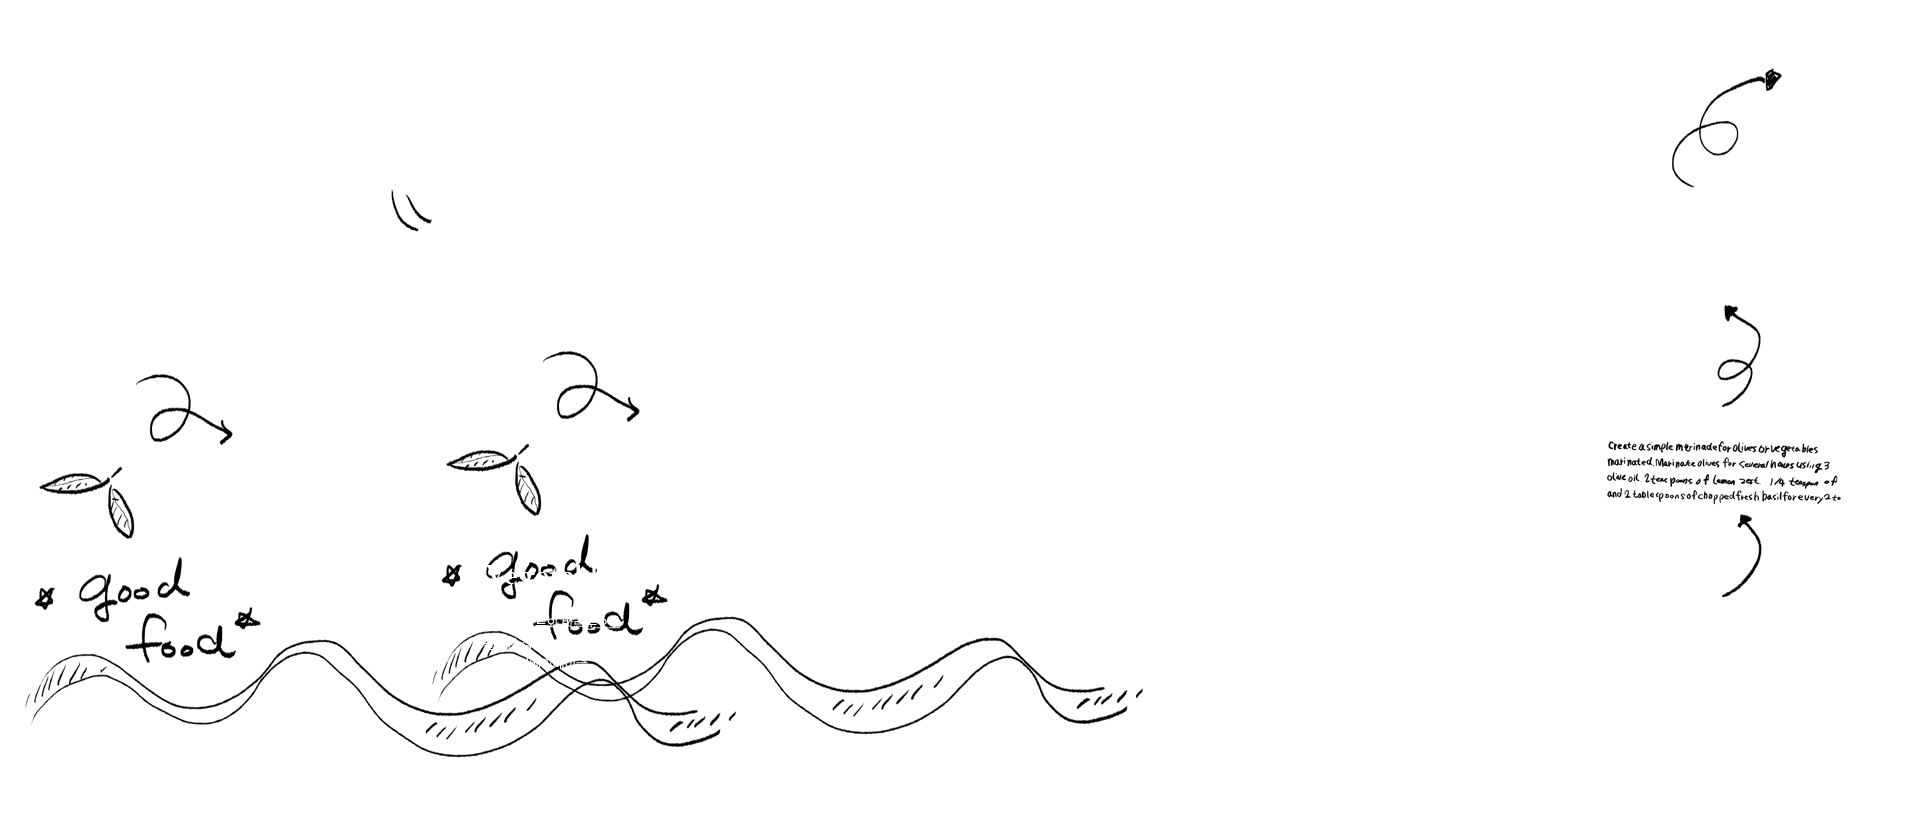 good
food
good
food
Create a simple merinade for olives or vegetables
marinated. Marinate olives for several hours using 3
olive oil 2 teaspoons of lemon zest 1/4 teaspon of
and 2 tablespoons of chopped fresh basil for every 2 to